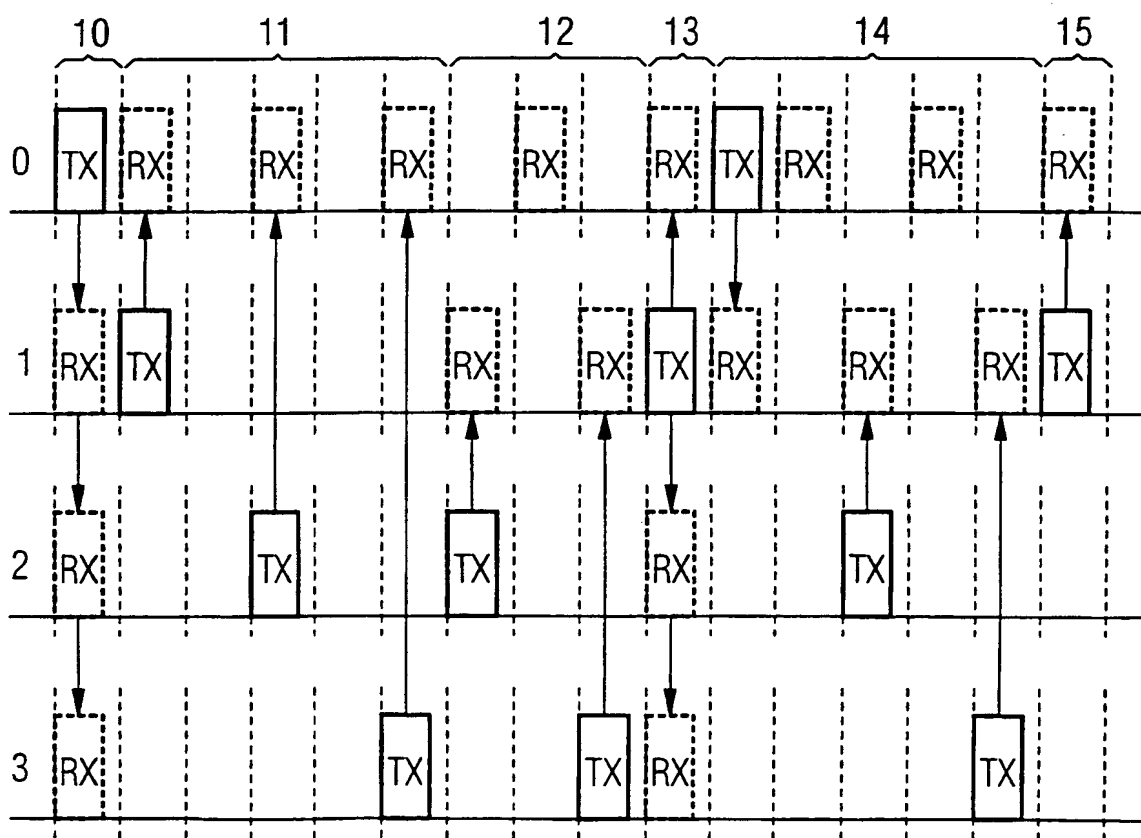 10 11 12 13 14 15
0 TX RX RX RX RX RX TX RX RX RX
1 RX TX RX RX TX RX RX RX TX
2 RX TX TX RX TX
3 RX TX TX RX TX